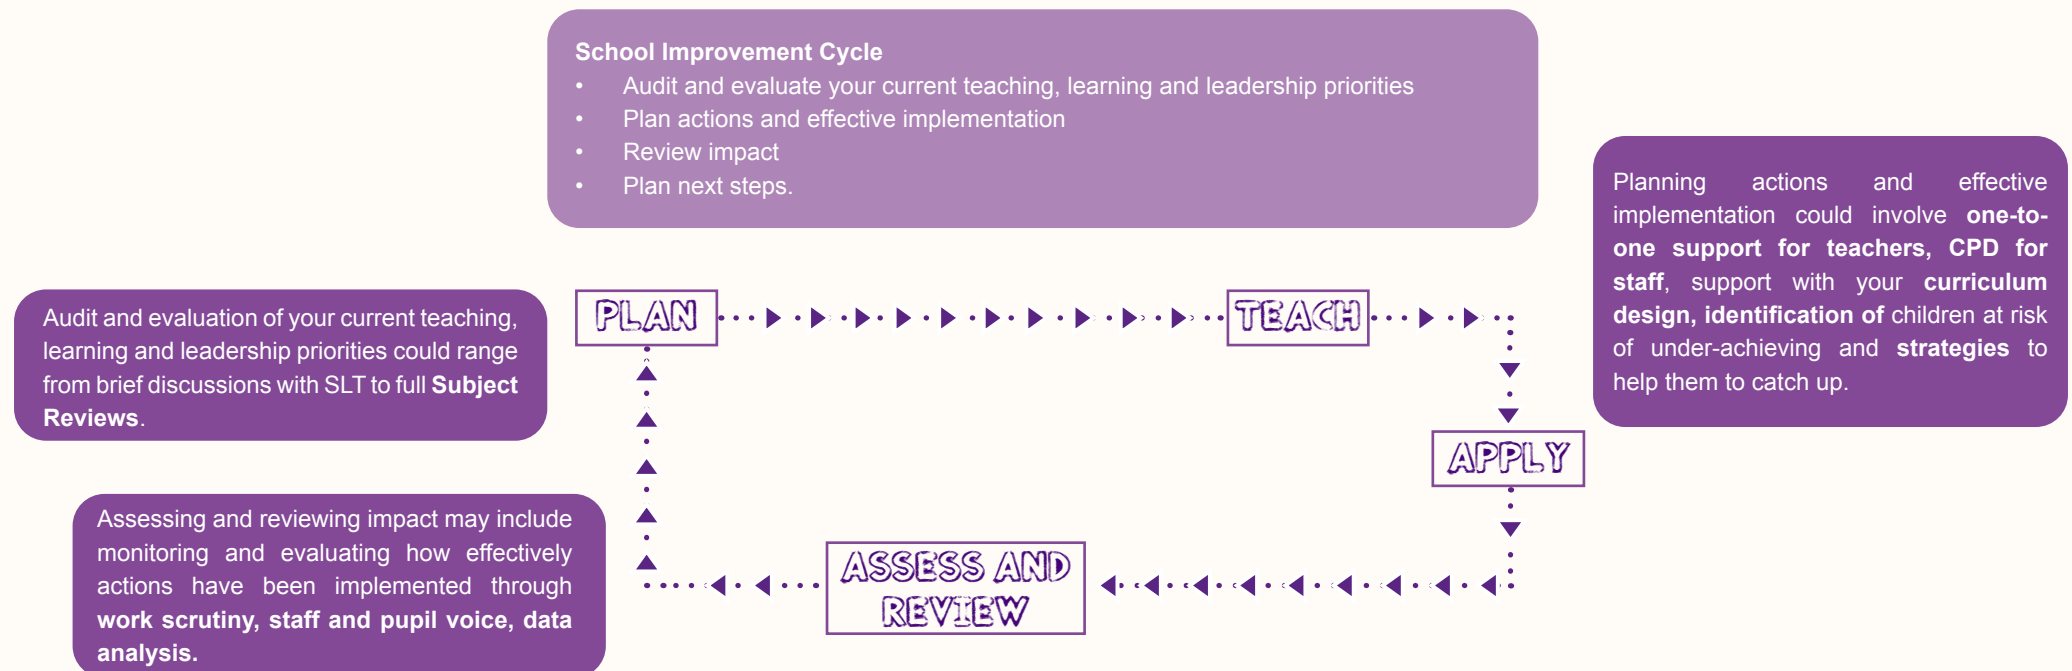 School Improvement Cycle
• Audit and evaluate your current teaching, learning and leadership priorities
• Plan actions and effective implementation
• Review impact
• Plan next steps.
Planning actions and effective
implementation could involve one-to-
one support for teachers, CPD for
staff, support with your curriculum
design, identification of children at risk
of under-achieving and strategies to
help them to catch up.
Audit and evaluation of your current teaching,
learning and leadership priorities could range
from brief discussions with SLT to full Subject
Reviews.
PLAN
TEACH
APPLY
Assessing and reviewing impact may include
monitoring and evaluating how effectively
actions have been implemented through
work scrutiny, staff and pupil voice, data
analysis.
ASSESS AND
REVIEW